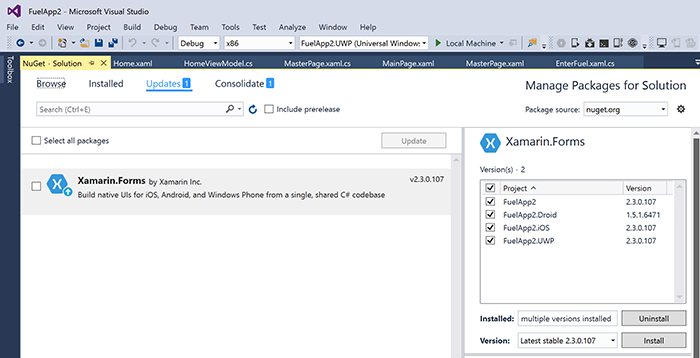 FuelApp2 - Microsoft Visual Studio
File Edit View Project Build Debug Team Tools Test Analyze Window Help
Debug x86 FuelApp2.UWP (Universal Window: Local Machine
Toolbox
NuGet - Solution Home.xaml HomeViewModel.cs MasterPage.xaml.cs MainPage.xaml MasterPage.xaml EnterFuel.xaml.cs
Browse Installed Updates 1 Consolidate 1 Manage Packages for Solution
Search (Ctrl+E) Include prerelease Package source: nuget.org
Select all packages Update
Xamarin.Forms by Xamarin Inc. v2.3.0.107
Build native UIs for iOS, Android, and Windows Phone from a single, shared C# codebase
Xamarin.Forms
Version(s) - 2
Project Version
FuelApp2 2.3.0.107
FuelApp2.Droid 1.5.1.6471
FuelApp2.iOS 2.3.0.107
FuelApp2.UWP 2.3.0.107
Installed: multiple versions installed Uninstall
Version: Latest stable 2.3.0.107 Install